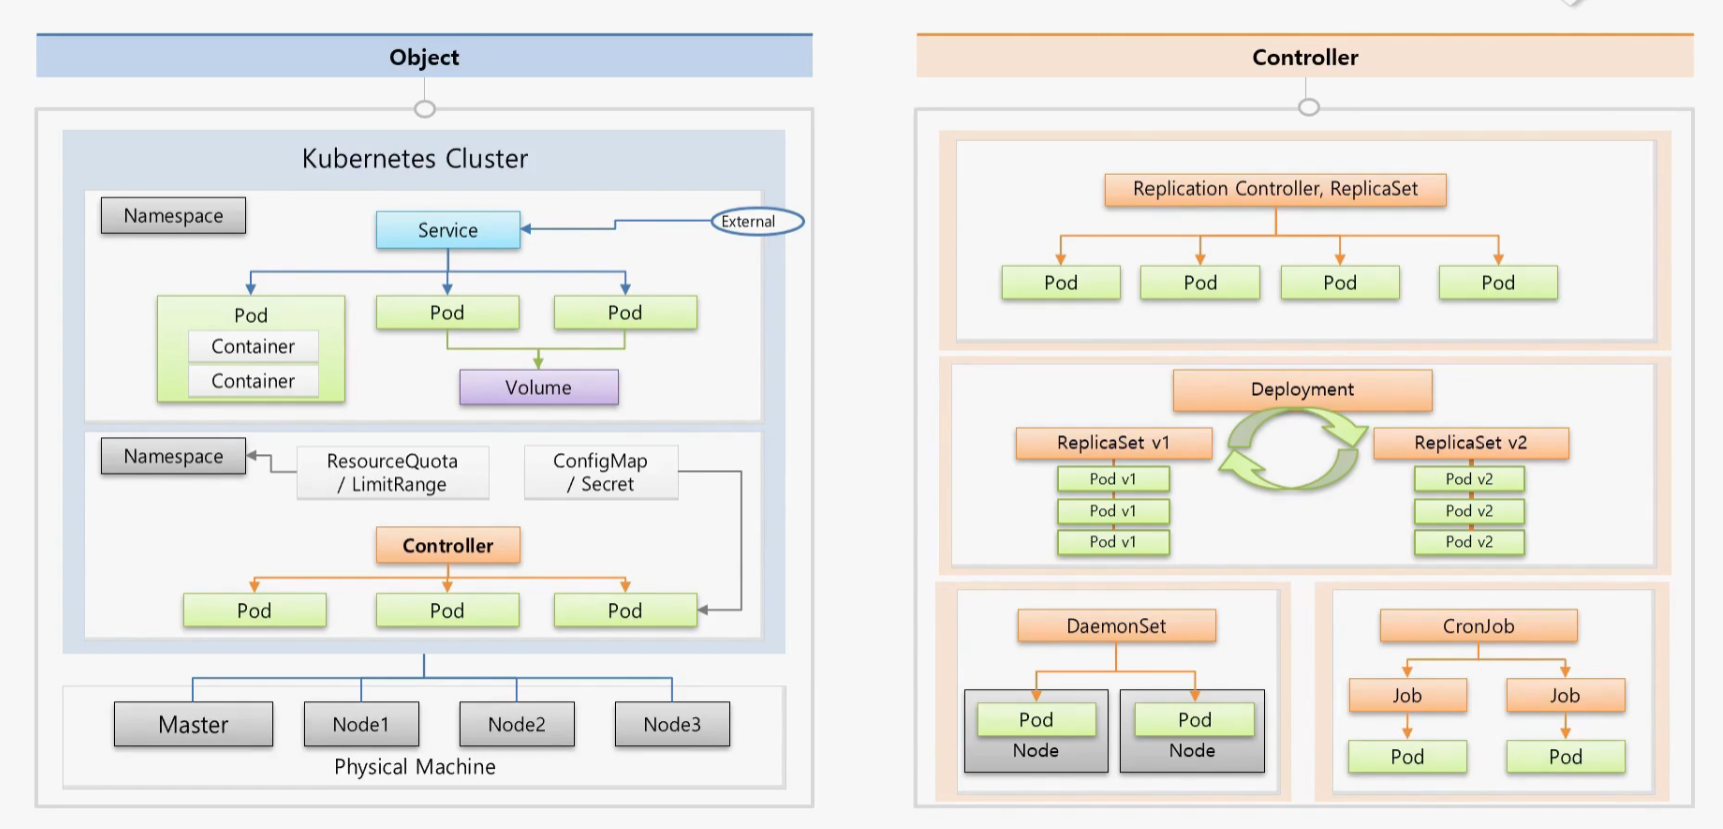 Object
Kubernetes Cluster
Namespace
Service
External
Pod
Container
Container
Pod
Pod
Volume
Namespace
ResourceQuota
/ LimitRange
ConfigMap
/ Secret
Controller
Pod
Pod
Pod
Master
Node1
Node2
Node3
Physical Machine
Controller
Replication Controller, ReplicaSet
Pod
Pod
Pod
Pod
Deployment
ReplicaSet v1
Pod v1
Pod v1
Pod v1
ReplicaSet v2
Pod v2
Pod v2
Pod v2
DaemonSet
Pod
Node
Pod
Node
CronJob
Job
Job
Pod
Pod